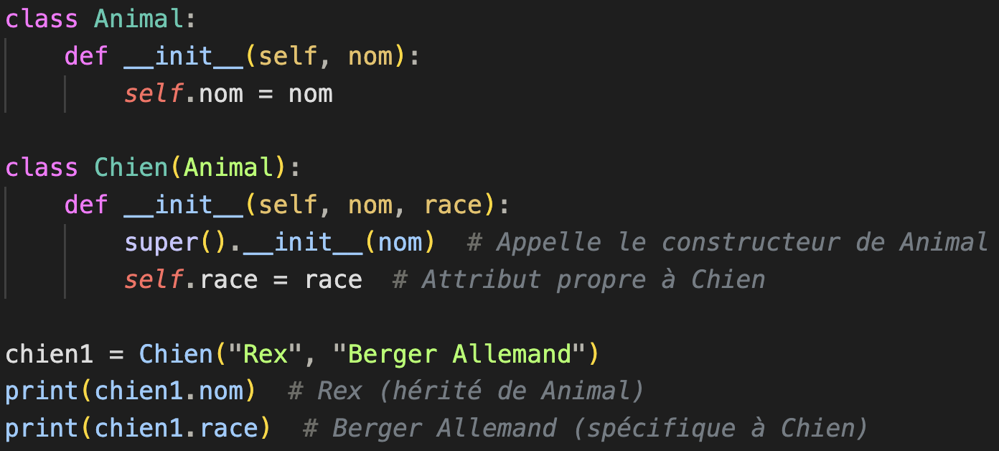 class Animal:
    def __init__(self, nom):
        self.nom = nom
class Chien(Animal):
    def __init__(self, nom, race):
        super().__init__(nom)  # Appelle le constructeur de Animal
        self.race = race  # Attribut propre à Chien
chien1 = Chien("Rex", "Berger Allemand")
print(chien1.nom)  # Rex (hérité de Animal)
print(chien1.race)  # Berger Allemand (spécifique à Chien)